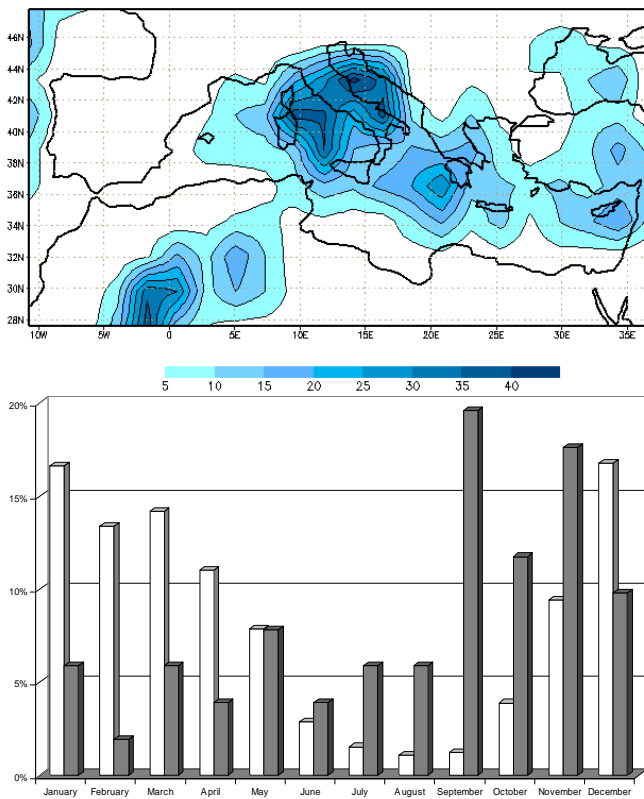 46N
44N
42N
40N
38N
36N
34N
32N
30N
28N
10W 5W 0 5E 10E 15E 20E 25E 30E 35E
5 10 15 20 25 30 35 40
20%
15%
10%
5%
0%
January February March April May June July August September October November December